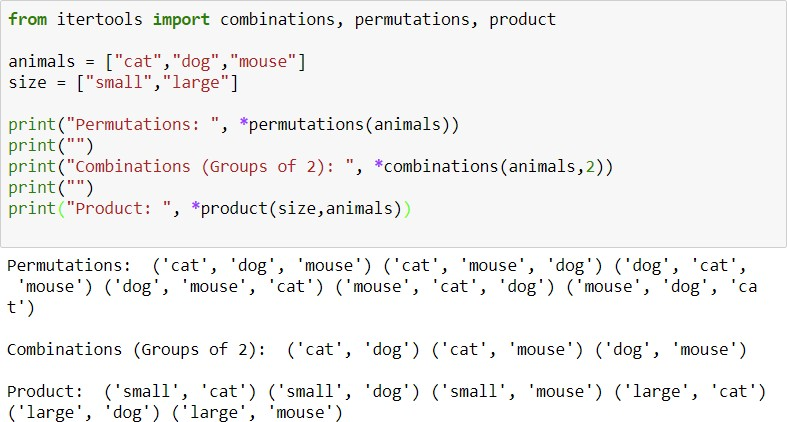 from itertools import combinations, permutations, product
animals = ["cat","dog","mouse"]
size = ["small","large"]
print("Permutations: ", *permutations(animals))
print("")
print("Combinations (Groups of 2): ", *combinations(animals,2))
print("")
print("Product: ", *product(size,animals))
Permutations:  ('cat', 'dog', 'mouse') ('cat', 'mouse', 'dog') ('dog', 'cat',
 'mouse') ('dog', 'mouse', 'cat') ('mouse', 'cat', 'dog') ('mouse', 'dog', 'ca
t')
Combinations (Groups of 2):  ('cat', 'dog') ('cat', 'mouse') ('dog', 'mouse')
Product:  ('small', 'cat') ('small', 'dog') ('small', 'mouse') ('large', 'cat')
('large', 'dog') ('large', 'mouse')